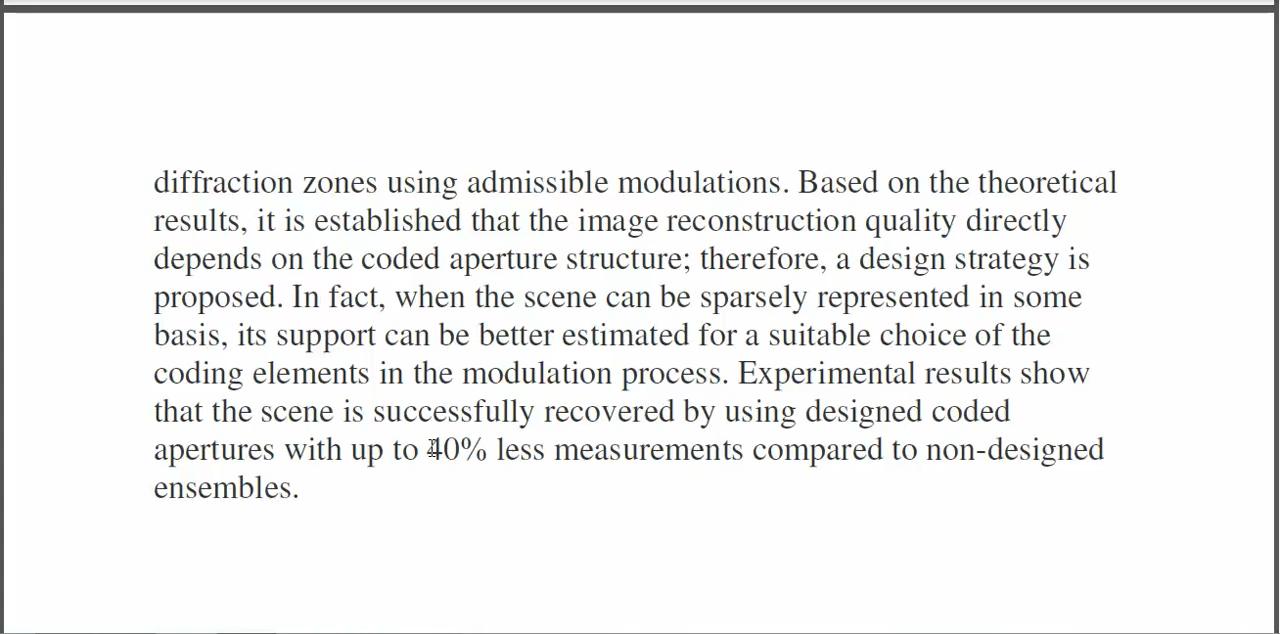 diffraction zones using admissible modulations. Based on the theoretical
results, it is established that the image reconstruction quality directly
depends on the coded aperture structure; therefore, a design strategy is
proposed. In fact, when the scene can be sparsely represented in some
basis, its support can be better estimated for a suitable choice of the
coding elements in the modulation process. Experimental results show
that the scene is successfully recovered by using designed coded
apertures with up to 40% less measurements compared to non-designed
ensembles.